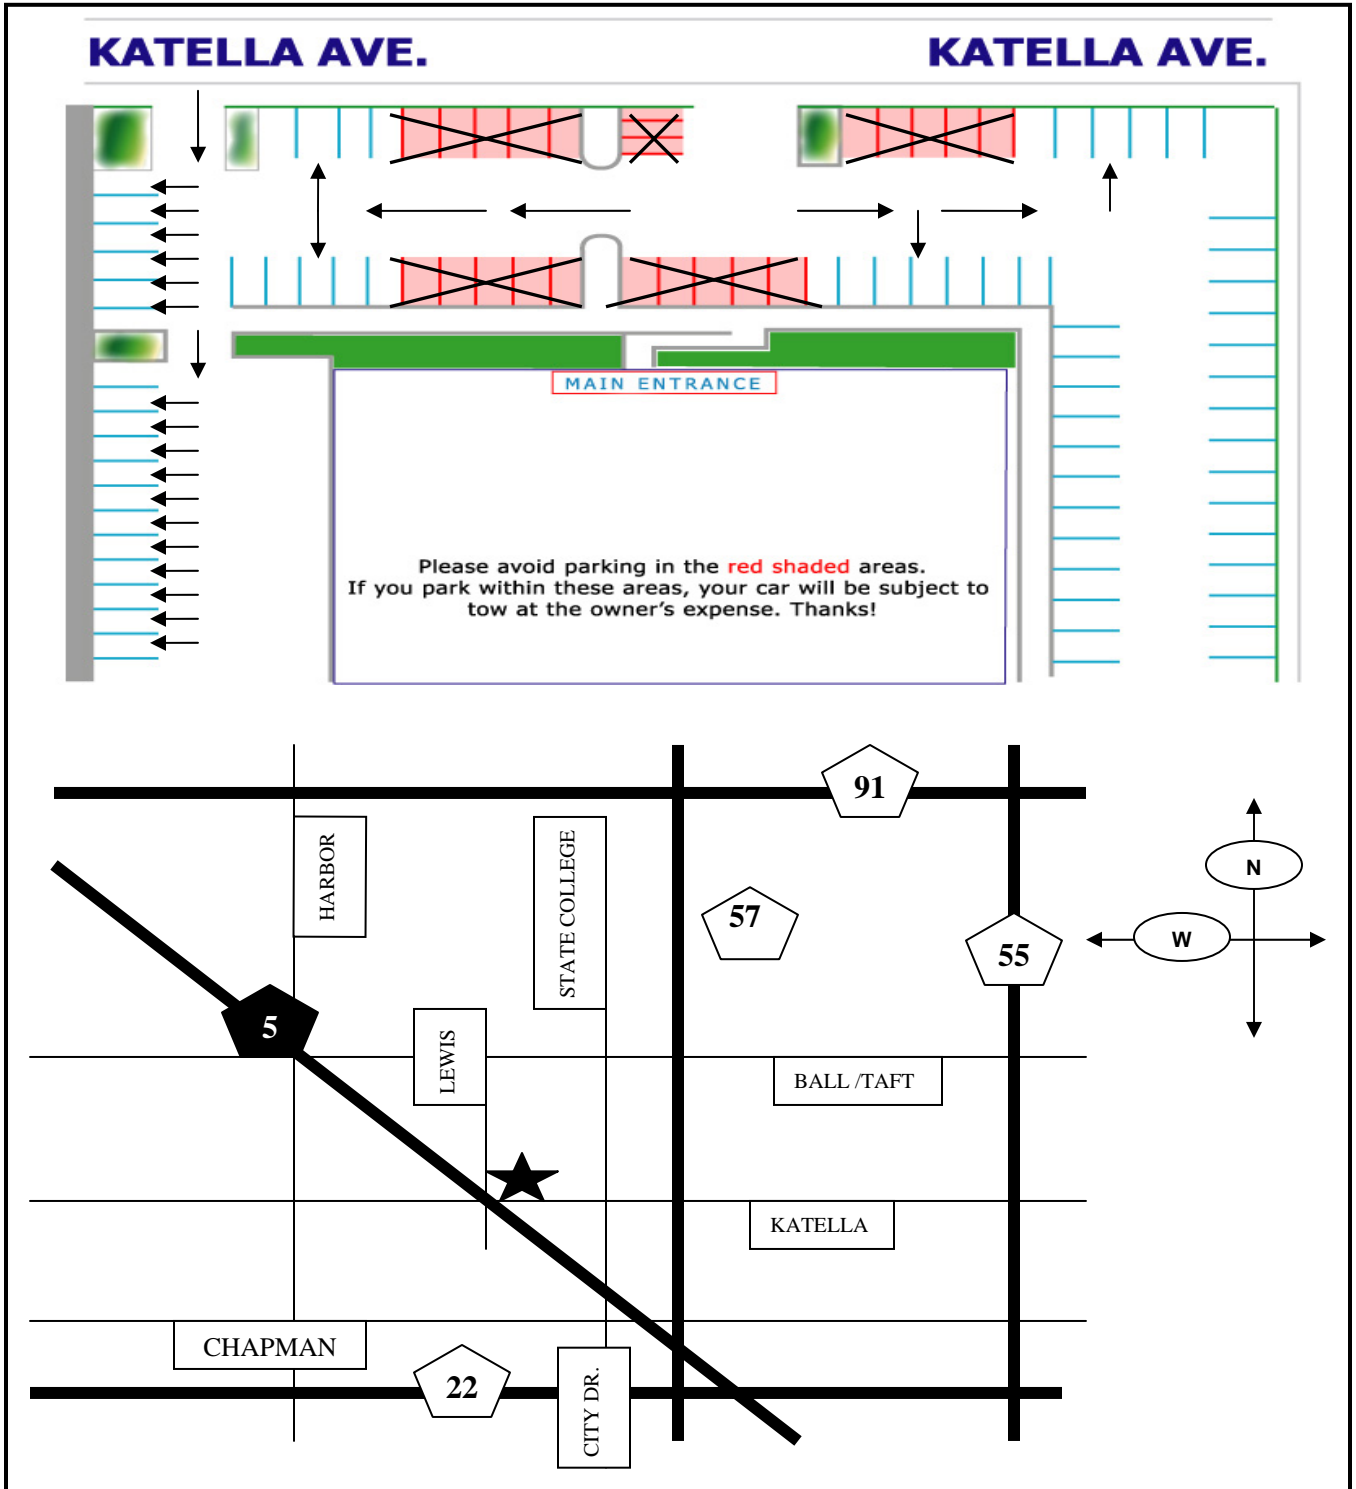 KATELLA AVE. KATELLA AVE.
MAIN ENTRANCE
Please avoid parking in the red shaded areas.
If you park within these areas, your car will be subject to
tow at the owner's expense. Thanks!
91
HARBOR
STATE COLLEGE
57
55
N
W
5
LEWIS
BALL /TAFT
KATELLA
CHAPMAN
22
CITY DR.